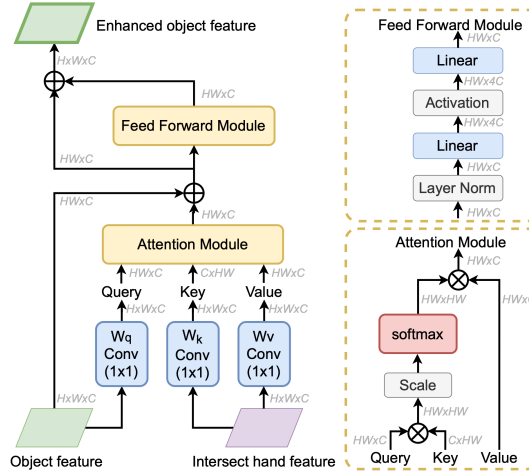 Enhanced object feature
HxWxC
HWxC
Feed Forward Module
HWxC
HWxC
HWxC
Attention Module
HWxC
CxHW
HWxC
Query
Key
Value
HxWxC
HxWxC
HxWxC
Wq
Conv
(1x1)
Wk
Conv
(1x1)
Wv
Conv
(1x1)
HxWxC
HxWxC
Object feature
Intersect hand feature
Feed Forward Module
HWxC
Linear
HWx4C
Activation
HWx4C
Linear
HWxC
Layer Norm
HWxC
Attention Module
HWxC
HWxHW
HWxC
softmax
Scale
HWxHW
HWxC
CxHW
Query
Key
Value